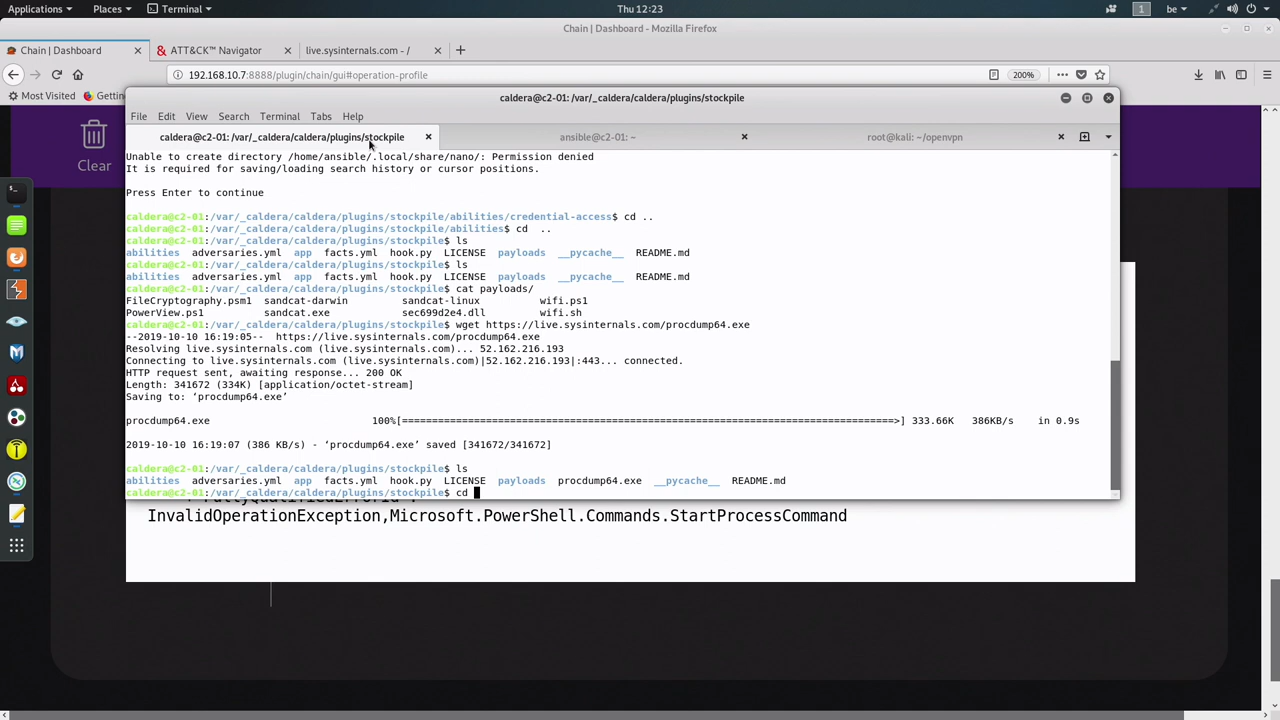 Applications Places Terminal Thu 12:23 1 be
Chain | Dashboard - Mozilla Firefox
Chain | Dashboard ATT&CK™ Navigator live.sysinternals.com - /
192.168.10.7:8888/plugin/chain/gui#operation-profile 200%
Most Visited Gettin
caldera@c2-01: /var/_caldera/caldera/plugins/stockpile
File Edit View Search Terminal Tabs Help
caldera@c2-01: /var/_caldera/caldera/plugins/stockpile ansible@c2-01: ~ root@kali: ~/openvpn
Clear
Unable to create directory /home/ansible/.local/share/nano/: Permission denied
It is required for saving/loading search history or cursor positions.
Press Enter to continue
caldera@c2-01:/var/_caldera/caldera/plugins/stockpile/abilities/credential-access$ cd ..
caldera@c2-01:/var/_caldera/caldera/plugins/stockpile/abilities$ cd  ..
caldera@c2-01:/var/_caldera/caldera/plugins/stockpile$ ls
abilities  adversaries.yml  app  facts.yml  hook.py  LICENSE  payloads  __pycache__  README.md
caldera@c2-01:/var/_caldera/caldera/plugins/stockpile$ ls
abilities  adversaries.yml  app  facts.yml  hook.py  LICENSE  payloads  __pycache__  README.md
caldera@c2-01:/var/_caldera/caldera/plugins/stockpile$ cat payloads/
FileCryptography.psm1  sandcat-darwin  sandcat-linux  wifi.ps1
PowerView.ps1  sandcat.exe  sec699d2e4.dll  wifi.sh
caldera@c2-01:/var/_caldera/caldera/plugins/stockpile$ wget https://live.sysinternals.com/procdump64.exe
--2019-10-10 16:19:05--  https://live.sysinternals.com/procdump64.exe
Resolving live.sysinternals.com (live.sysinternals.com)... 52.162.216.193
Connecting to live.sysinternals.com (live.sysinternals.com)|52.162.216.193|:443... connected.
HTTP request sent, awaiting response... 200 OK
Length: 341672 (334K) [application/octet-stream]
Saving to: ‘procdump64.exe’
procdump64.exe 100%[==========================================================================>] 333.66K 386KB/s in 0.9s
2019-10-10 16:19:07 (386 KB/s) - ‘procdump64.exe’ saved [341672/341672]
caldera@c2-01:/var/_caldera/caldera/plugins/stockpile$ ls
abilities  adversaries.yml  app  facts.yml  hook.py  LICENSE  payloads  procdump64.exe  __pycache__  README.md
caldera@c2-01:/var/_caldera/caldera/plugins/stockpile$ cd
InvalidOperationException,Microsoft.PowerShell.Commands.StartProcessCommand